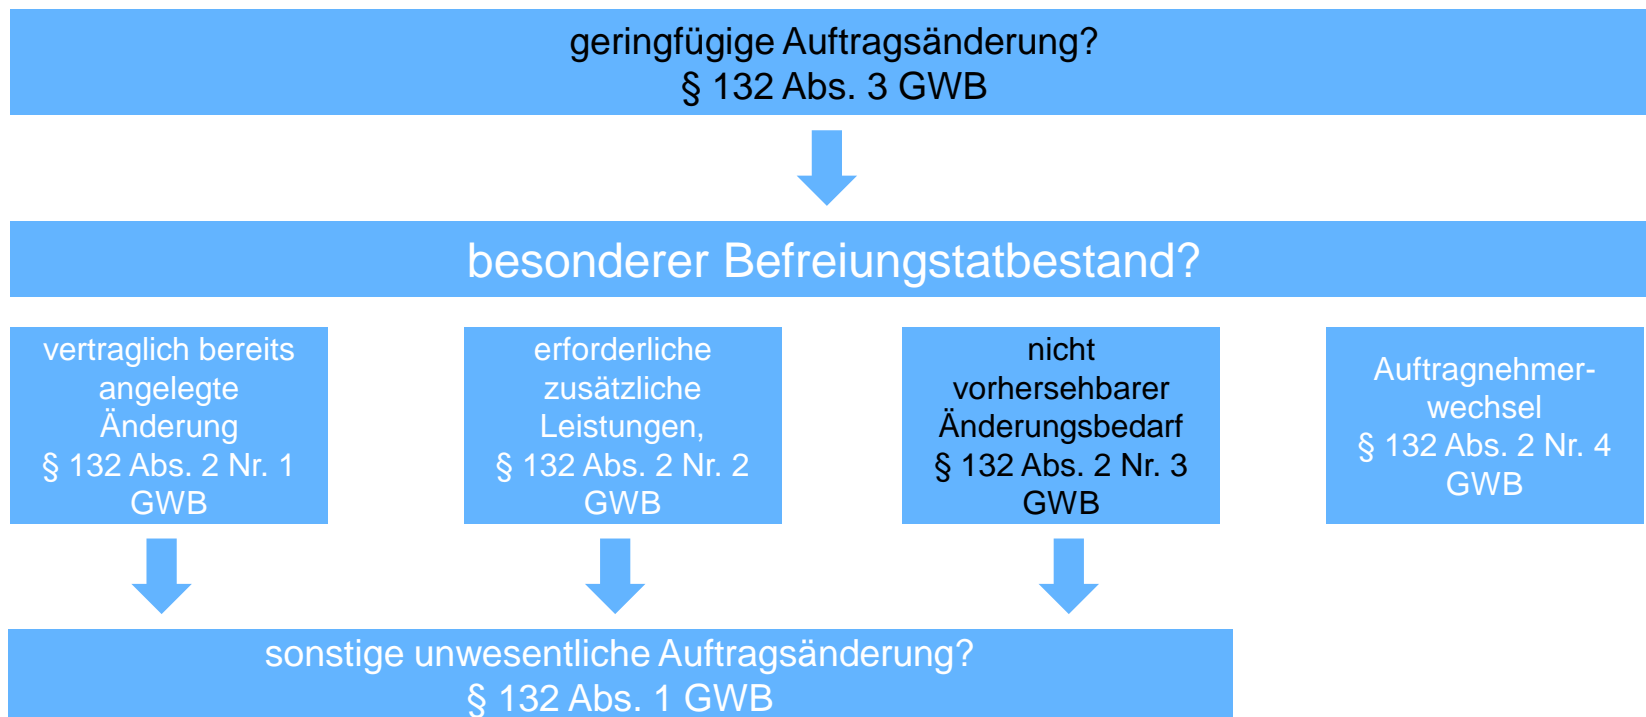 geringfügige Auftragsänderung?
§ 132 Abs. 3 GWB
besonderer Befreiungstatbestand?
vertraglich bereits
angelegte
Änderung
§ 132 Abs. 2 Nr. 1
GWB
erforderliche
zusätzliche
Leistungen,
§ 132 Abs. 2 Nr. 2
GWB
nicht
vorhersehbarer
Änderungsbedarf
§ 132 Abs. 2 Nr. 3
GWB
Auftragnehmer-
wechsel
§ 132 Abs. 2 Nr. 4
GWB
sonstige unwesentliche Auftragsänderung?
§ 132 Abs. 1 GWB